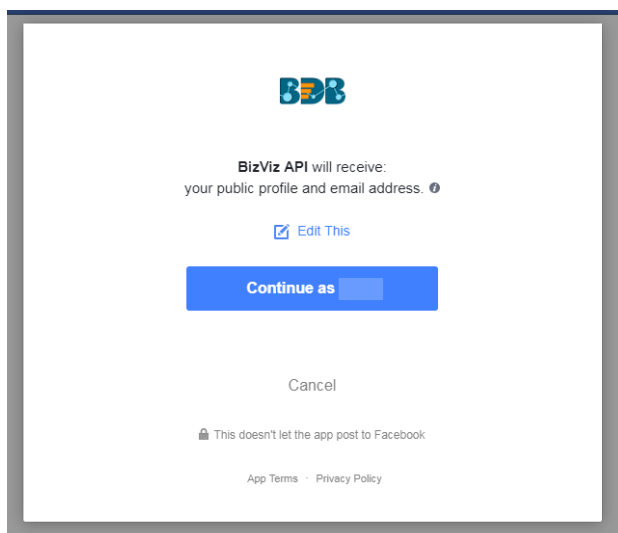 BDB
BizViz API will receive:
your public profile and email address. i
Edit This
Continue as
Cancel
This doesn't let the app post to Facebook
App Terms · Privacy Policy